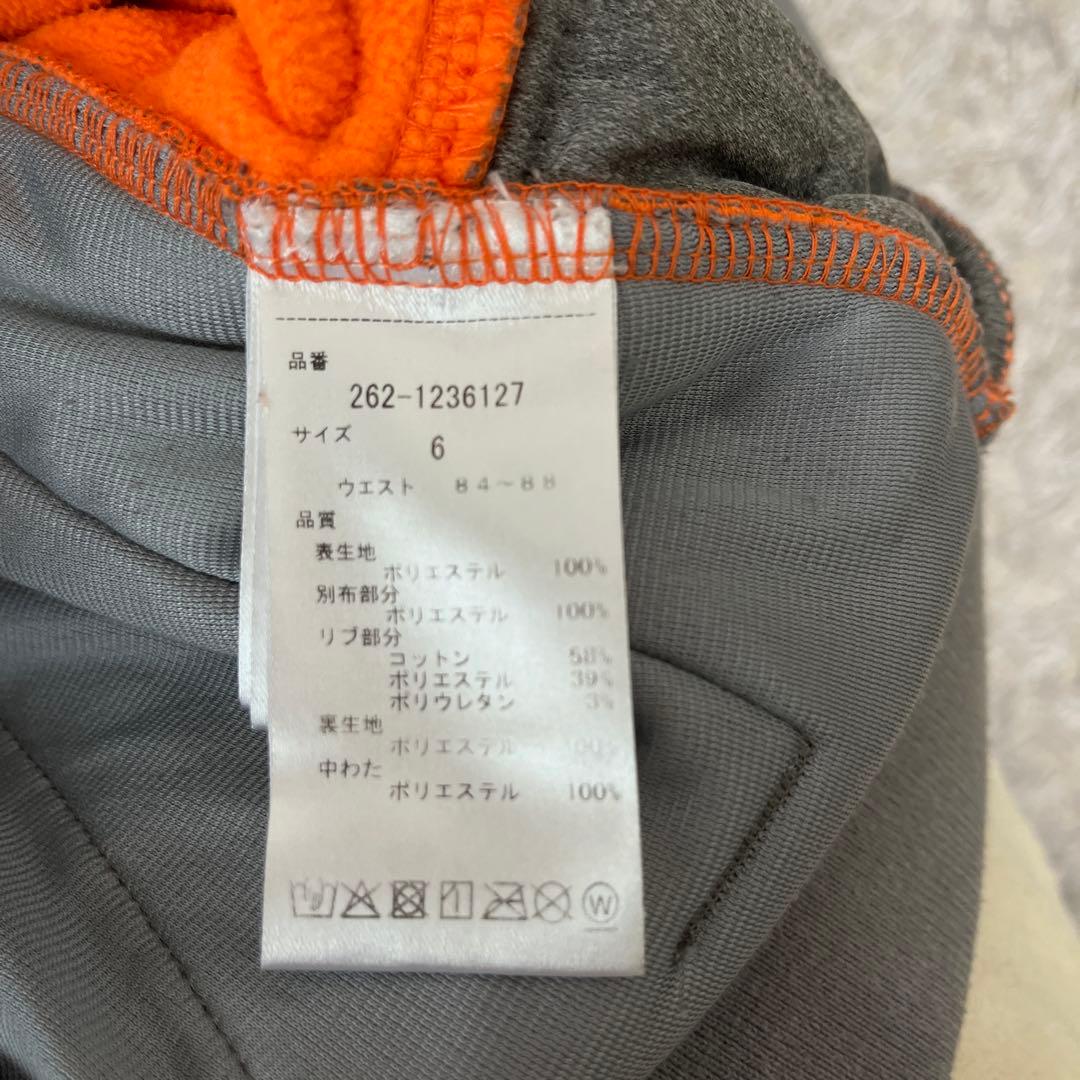 品番
262-1236127
サイズ
6
ウエスト 84~88
品質
表生地
ポリエステル 100%
別布部分
ポリエステル 100%
リブ部分
コットン 58%
ポリエステル 39%
ポリウレタン 3%
裏生地
ポリエステル 100%
中わた
ポリエステル 100%
W